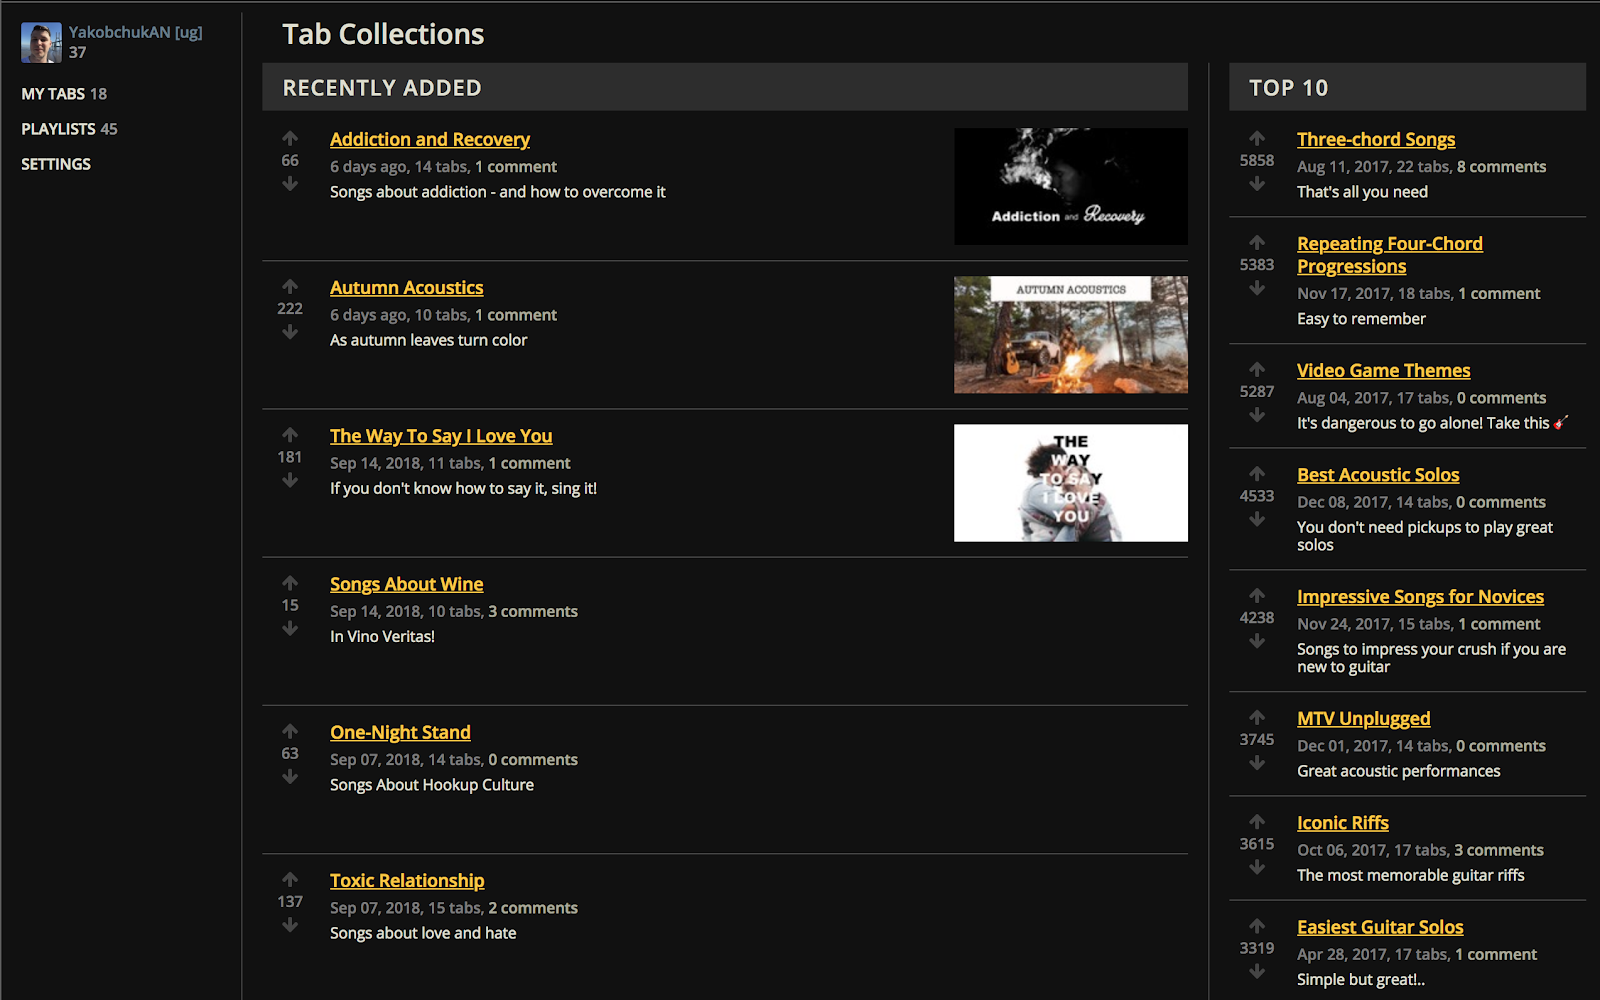 YakobchukAN [ug]
37
MY TABS 18
PLAYLISTS 45
SETTINGS
Tab Collections
RECENTLY ADDED
66
Addiction and Recovery
6 days ago, 14 tabs, 1 comment
Songs about addiction - and how to overcome it
Addiction and Recovery
222
Autumn Acoustics
6 days ago, 10 tabs, 1 comment
As autumn leaves turn color
AUTUMN ACOUSTICS
181
The Way To Say I Love You
Sep 14, 2018, 11 tabs, 1 comment
If you don't know how to say it, sing it!
THE
WAY
TO SAY
I LOVE
YOU
15
Songs About Wine
Sep 14, 2018, 10 tabs, 3 comments
In Vino Veritas!
63
One-Night Stand
Sep 07, 2018, 14 tabs, 0 comments
Songs About Hookup Culture
137
Toxic Relationship
Sep 07, 2018, 15 tabs, 2 comments
Songs about love and hate
TOP 10
5858
Three-chord Songs
Aug 11, 2017, 22 tabs, 8 comments
That's all you need
5383
Repeating Four-Chord
Progressions
Nov 17, 2017, 18 tabs, 1 comment
Easy to remember
5287
Video Game Themes
Aug 04, 2017, 17 tabs, 0 comments
It's dangerous to go alone! Take this 🎸
4533
Best Acoustic Solos
Dec 08, 2017, 14 tabs, 0 comments
You don't need pickups to play great
solos
4238
Impressive Songs for Novices
Nov 24, 2017, 15 tabs, 1 comment
Songs to impress your crush if you are
new to guitar
3745
MTV Unplugged
Dec 01, 2017, 14 tabs, 0 comments
Great acoustic performances
3615
Iconic Riffs
Oct 06, 2017, 17 tabs, 3 comments
The most memorable guitar riffs
3319
Easiest Guitar Solos
Apr 28, 2017, 17 tabs, 1 comment
Simple but great!..